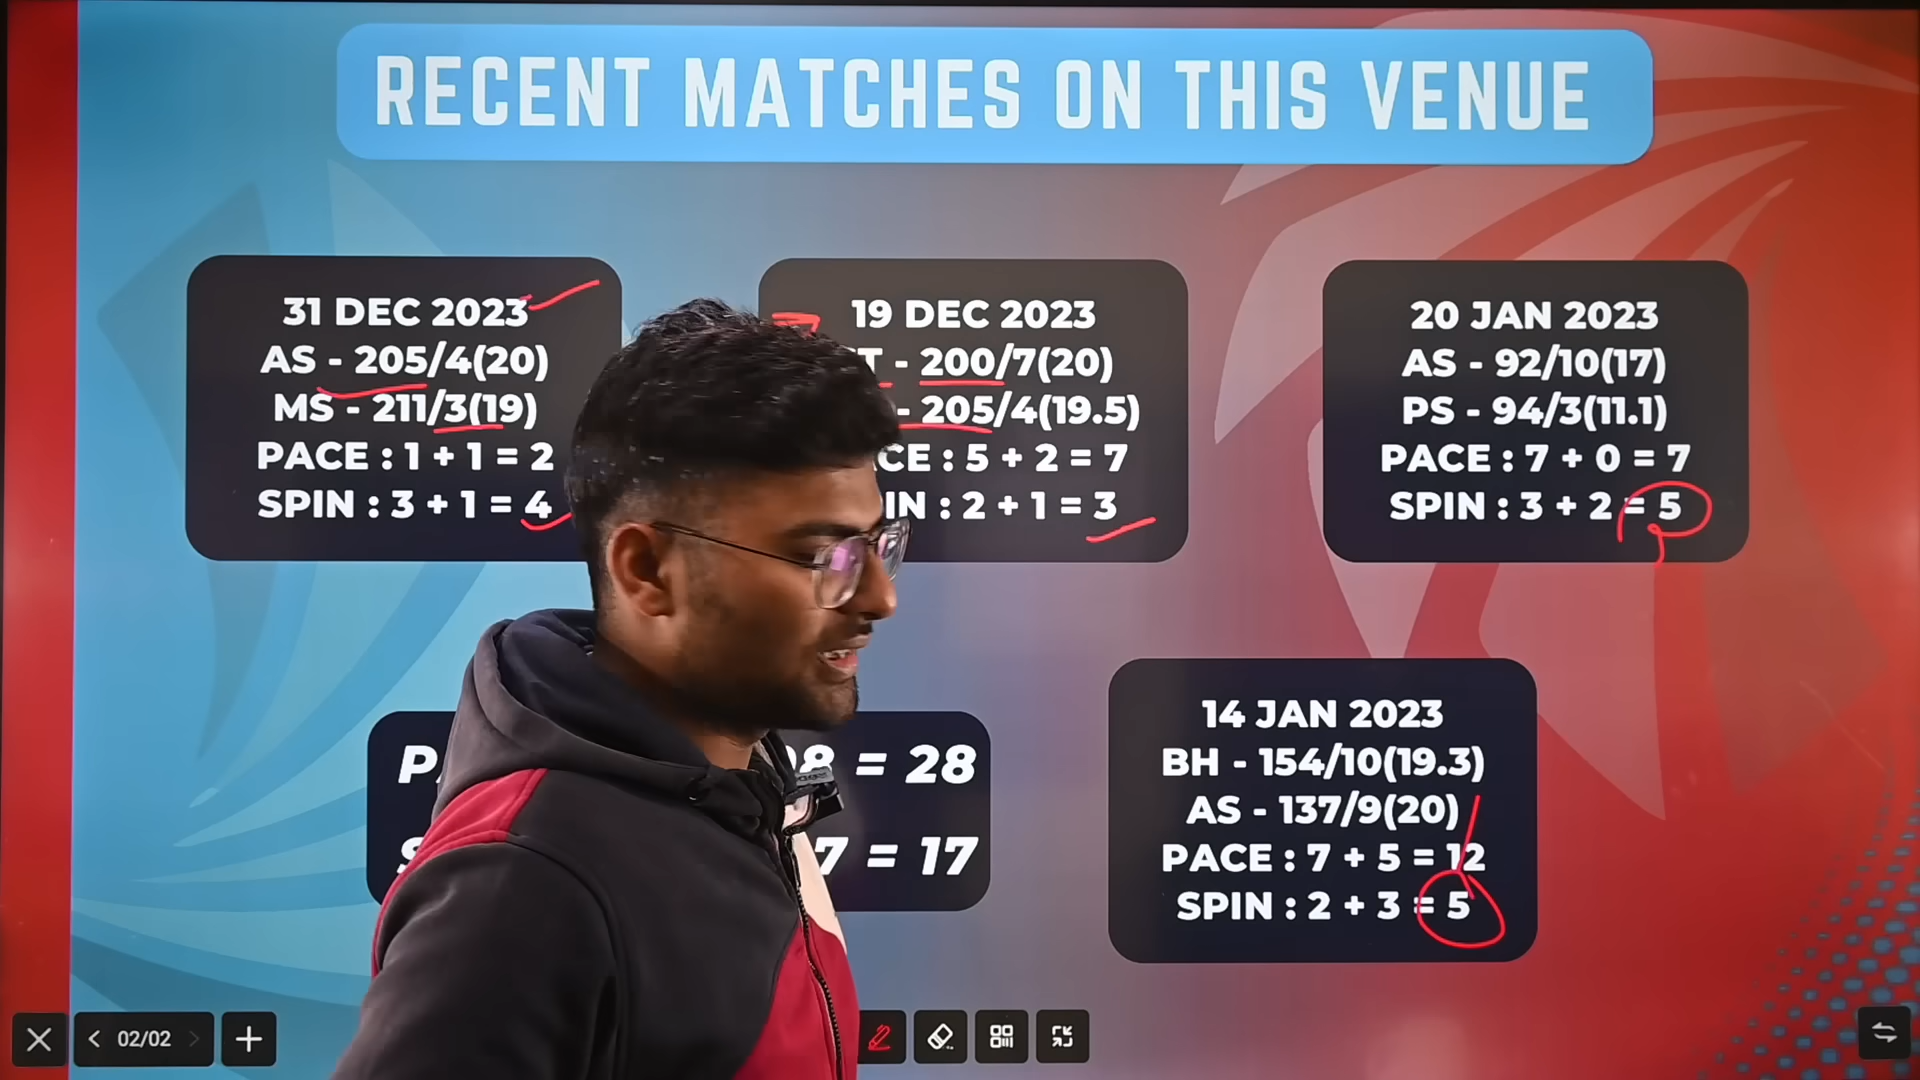 RECENT MATCHES ON THIS VENUE
31 DEC 2023
AS - 205/4(20)
MS - 211/3(19)
PACE : 1 + 1 = 2
SPIN : 3 + 1 = 4
19 DEC 2023
- 200/7(20)
- 205/4(19.5)
: 5 + 2 = 7
: 2 + 1 = 3
20 JAN 2023
AS - 92/10(17)
PS - 94/3(11.1)
PACE : 7 + 0 = 7
SPIN : 3 + 2 = 5
= 28
= 17
14 JAN 2023
BH - 154/10(19.3)
AS - 137/9(20)
PACE : 7 + 5 = 12
SPIN : 2 + 3 = 5
02/02